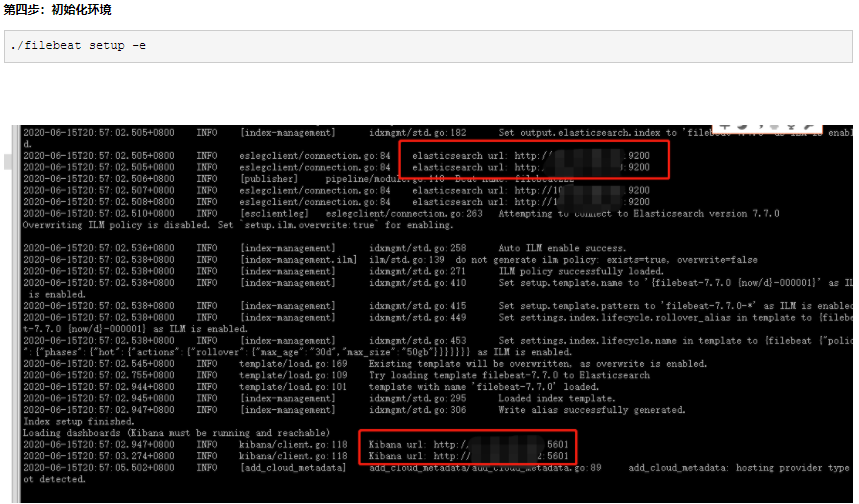 第四步：初始化环境
./filebeat setup -e
2020-06-15T20:57:02.505+0800 INFO [index-management] idxmgmt/std.go:182 Set output.elasticsearch.index to 'filebeat-7.7.0' as ILM is enabl
d.
2020-06-15T20:57:02.505+0800 INFO eslegclient/connection.go:84 elasticsearch url: http:// :9200
2020-06-15T20:57:02.505+0800 INFO eslegclient/connection.go:84 elasticsearch url: http: :9200
2020-06-15T20:57:02.506+0800 INFO [publisher] pipeline/module.go:110 Beat name:
2020-06-15T20:57:02.507+0800 INFO eslegclient/connection.go:84 elasticsearch url: http://1 :9200
2020-06-15T20:57:02.508+0800 INFO eslegclient/connection.go:84 elasticsearch url: http://1 :9200
2020-06-15T20:57:02.510+0800 INFO [esclientleg] eslegclient/connection.go:263 Attempting to connect to Elasticsearch version 7.7.0
Overwriting ILM policy is disabled. Set `setup.ilm.overwrite:true` for enabling.
2020-06-15T20:57:02.536+0800 INFO [index-management] idxmgmt/std.go:258 Auto ILM enable success.
2020-06-15T20:57:02.538+0800 INFO [index-management.ilm] ilm/std.go:139 do not generate ilm policy: exists=true, overwrite=false
2020-06-15T20:57:02.538+0800 INFO [index-management] idxmgmt/std.go:271 ILM policy successfully loaded.
2020-06-15T20:57:02.538+0800 INFO [index-management] idxmgmt/std.go:410 Set setup.template.name to '{filebeat-7.7.0 {now/d}-000001}' as IL
is enabled.
2020-06-15T20:57:02.538+0800 INFO [index-management] idxmgmt/std.go:415 Set setup.template.pattern to 'filebeat-7.7.0-*' as ILM is enabled
2020-06-15T20:57:02.538+0800 INFO [index-management] idxmgmt/std.go:449 Set settings.index.lifecycle.rollover_alias in template to {filebe
t-7.7.0 {now/d}-000001} as ILM is enabled.
2020-06-15T20:57:02.538+0800 INFO [index-management] idxmgmt/std.go:453 Set settings.index.lifecycle.name in template to {filebeat {"polic
":{"phases":{"hot":{"actions":{"rollover":{"max_age":"30d","max_size":"50gb"}}}}}}} as ILM is enabled.
2020-06-15T20:57:02.545+0800 INFO template/load.go:169 Existing template will be overwritten, as overwrite is enabled.
2020-06-15T20:57:02.755+0800 INFO template/load.go:109 Try loading template filebeat-7.7.0 to Elasticsearch
2020-06-15T20:57:02.944+0800 INFO template/load.go:101 template with name 'filebeat-7.7.0' loaded.
2020-06-15T20:57:02.945+0800 INFO [index-management] idxmgmt/std.go:295 Loaded index template.
2020-06-15T20:57:02.947+0800 INFO [index-management] idxmgmt/std.go:306 Write alias successfully generated.
Index setup finished.
Loading dashboards (Kibana must be running and reachable)
2020-06-15T20:57:02.947+0800 INFO kibana/client.go:118 Kibana url: http:/ :5601
2020-06-15T20:57:03.274+0800 INFO kibana/client.go:118 Kibana url: http:// :5601
2020-06-15T20:57:05.502+0800 INFO [add_cloud_metadata] add_cloud_metadata/add_cloud_metadata.go:89 add_cloud_metadata: hosting provider type
ot detected.